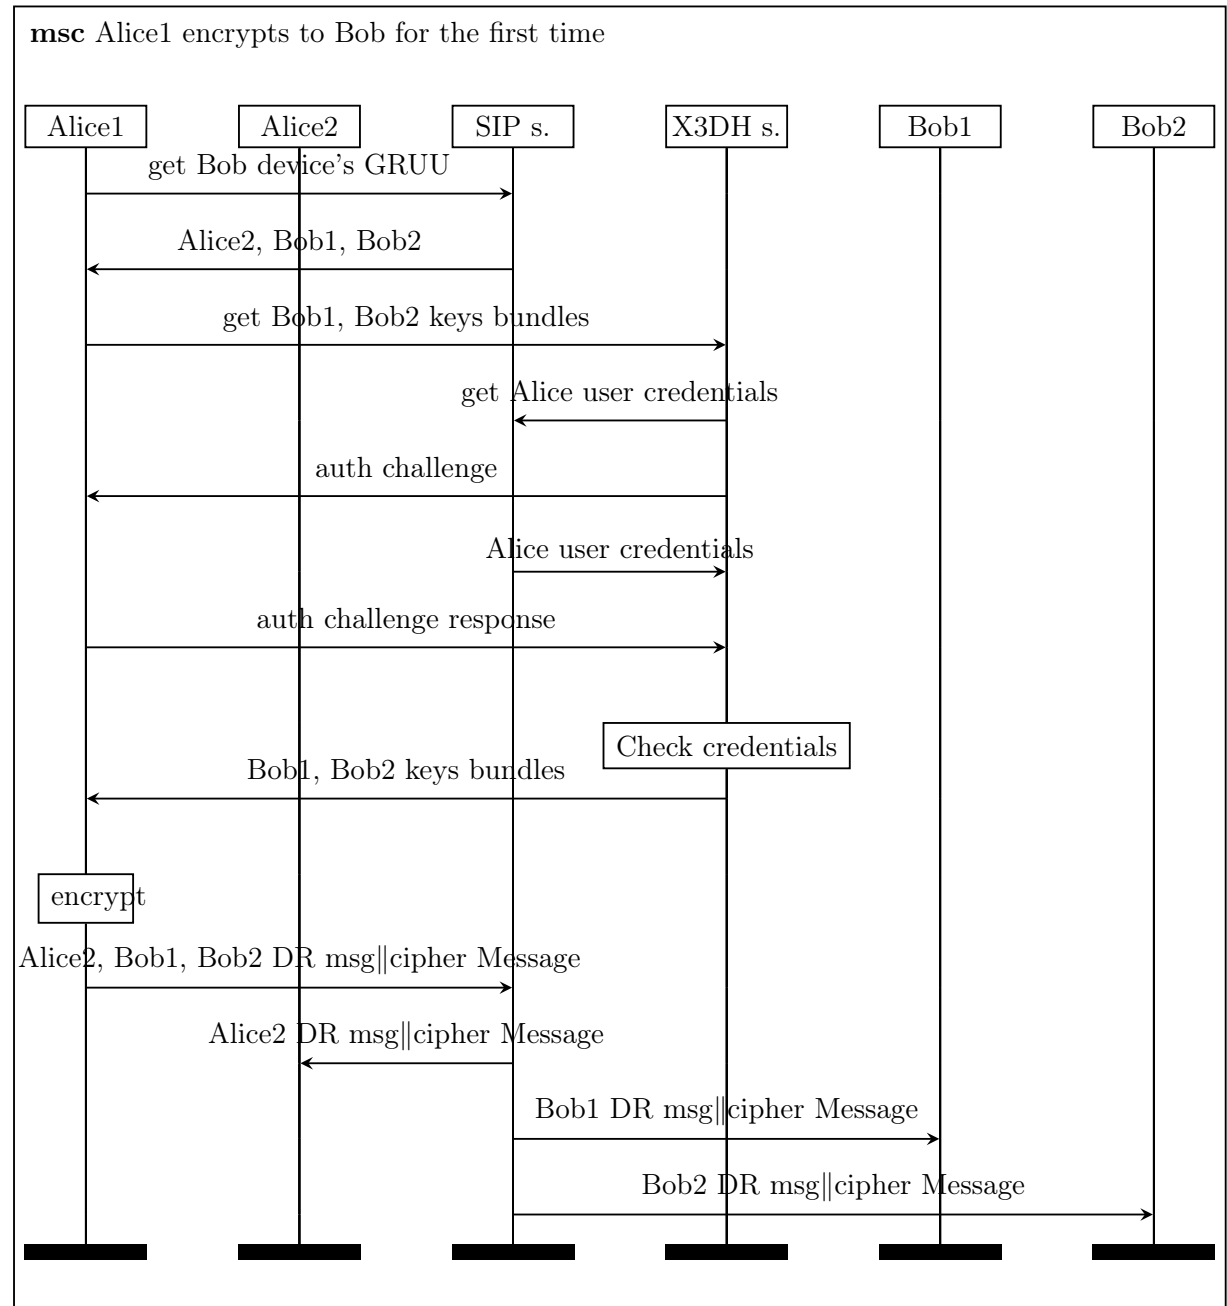 msc Alice1 encrypts to Bob for the first time
Alice1 Alice2 SIP s. X3DH s. Bob1 Bob2
get Bob device's GRUU
Alice2, Bob1, Bob2
get Bob1, Bob2 keys bundles
get Alice user credentials
auth challenge
Alice user credentials
auth challenge response
Check credentials
Bob1, Bob2 keys bundles
encrypt
Alice2, Bob1, Bob2 DR msg||cipher Message
Alice2 DR msg||cipher Message
Bob1 DR msg||cipher Message
Bob2 DR msg||cipher Message